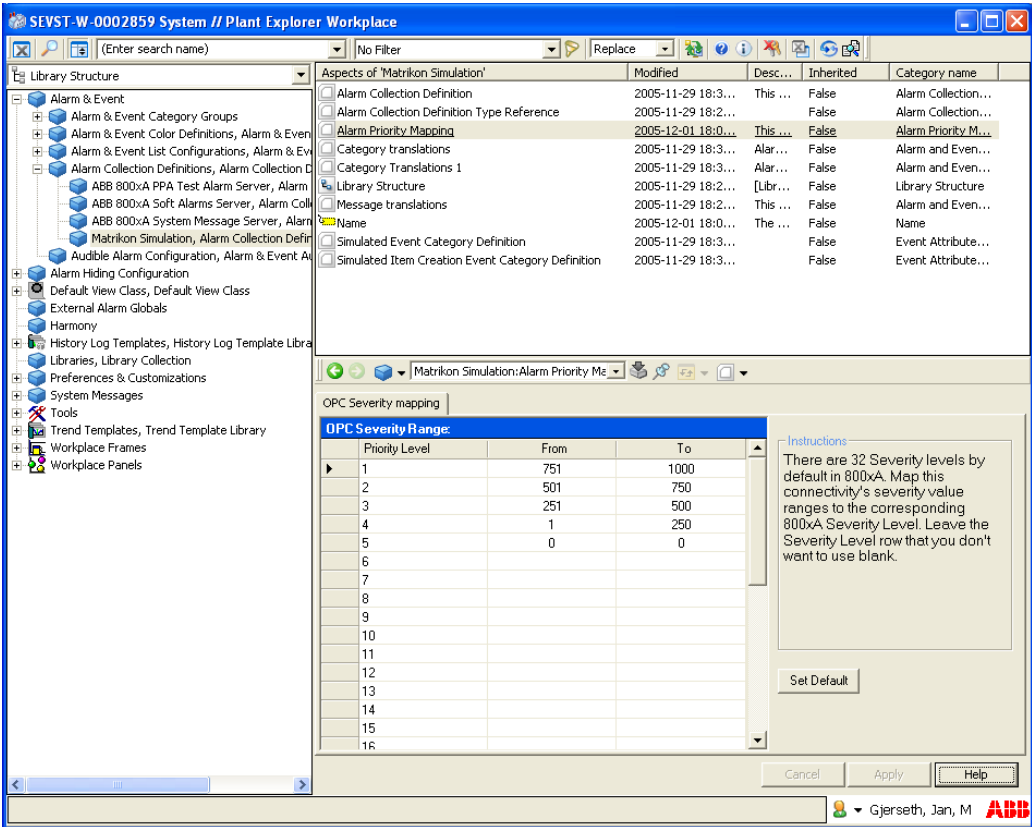 SEVST-W-0002859 System // Plant Explorer Workplace
(Enter search name) No Filter Replace
Library Structure
Alarm & Event
Alarm & Event Category Groups
Alarm & Event Color Definitions, Alarm & Even
Alarm & Event List Configurations, Alarm & Eve
Alarm Collection Definitions, Alarm Collection D
ABB 800xA PPA Test Alarm Server, Alarm
ABB 800xA Soft Alarms Server, Alarm Coll
ABB 800xA System Message Server, Alarm
Matrikon Simulation, Alarm Collection Defin
Audible Alarm Configuration, Alarm & Event Au
Alarm Hiding Configuration
Default View Class, Default View Class
External Alarm Globals
Harmony
History Log Templates, History Log Template Libra
Libraries, Library Collection
Preferences & Customizations
System Messages
Tools
Trend Templates, Trend Template Library
Workplace Frames
Workplace Panels
Aspects of 'Matrikon Simulation' Modified Desc... Inherited Category name
Alarm Collection Definition 2005-11-29 18:3... This ... False Alarm Collection...
Alarm Collection Definition Type Reference 2005-11-29 18:2... False Alarm Collection...
Alarm Priority Mapping 2005-12-01 18:0... This ... False Alarm Priority M...
Category translations 2005-11-29 18:3... Alar... False Alarm and Even...
Category Translations 1 2005-11-29 18:3... Alar... False Alarm and Even...
Library Structure 2005-11-29 18:2... [Libr... False Library Structure
Message translations 2005-11-29 18:2... This ... False Alarm and Even...
Name 2005-12-01 18:0... The ... False Name
Simulated Event Category Definition 2005-11-29 18:3... False Event Attribute...
Simulated Item Creation Event Category Definition 2005-11-29 18:3... False Event Attribute...
Matrikon Simulation:Alarm Priority Ma
OPC Severity mapping
OPC Severity Range:
Priority Level From To
1 751 1000
2 501 750
3 251 500
4 1 250
5 0 0
6
7
8
9
10
11
12
13
14
15
16
Instructions
There are 32 Severity levels by
default in 800xA. Map this
connectivity's severity value
ranges to the corresponding
800xA Severity Level. Leave the
Severity Level row that you don't
want to use blank.
Set Default
Cancel Apply Help
Gjerseth, Jan, M ABB